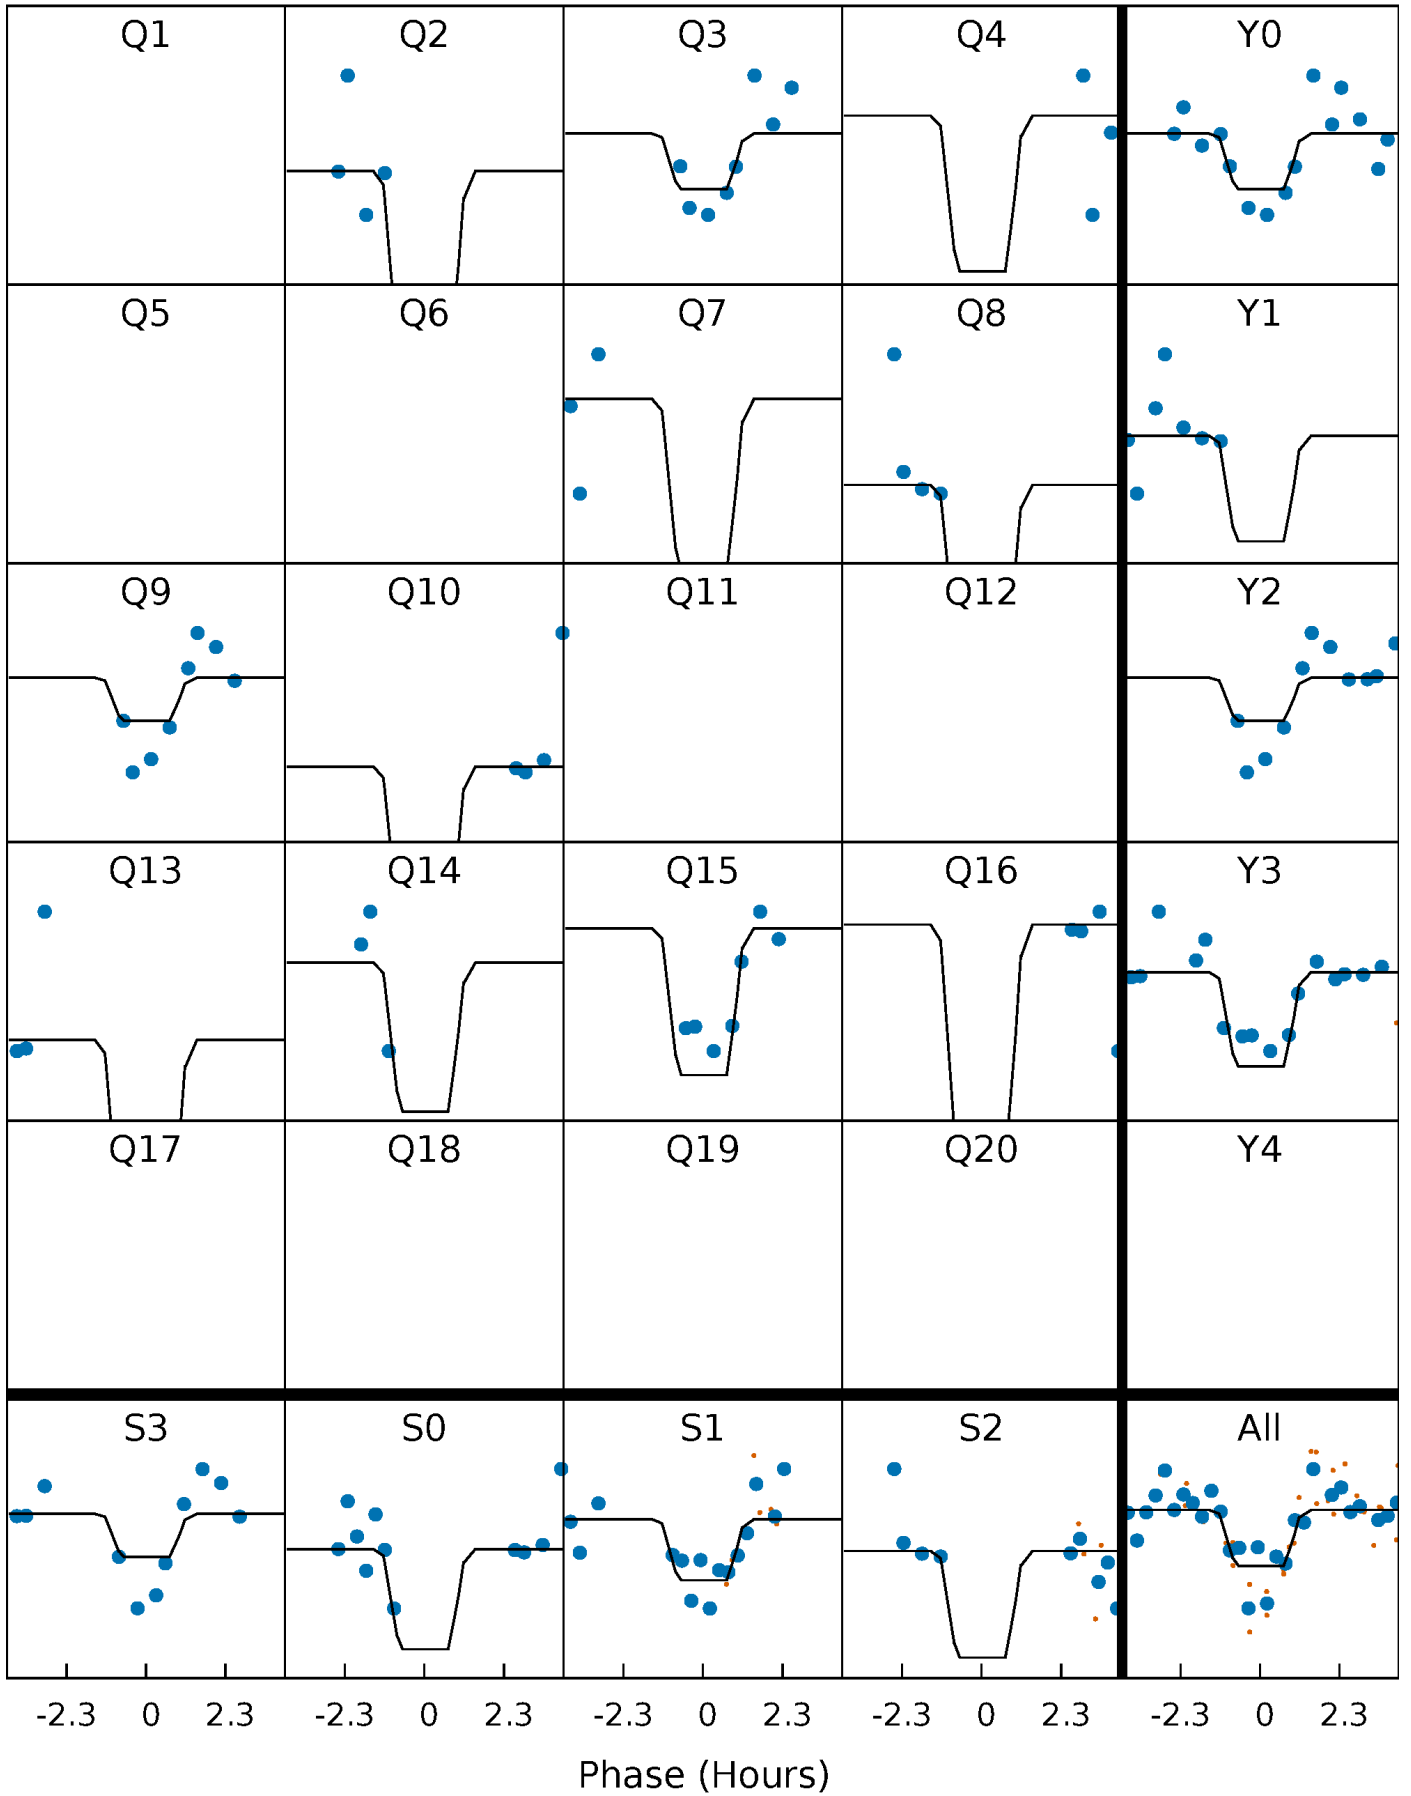 Q1 Q2 Q3 Q4 Y0
Q5 Q6 Q7 Q8 Y1
Q9 Q10 Q11 Q12 Y2
Q13 Q14 Q15 Q16 Y3
Q17 Q18 Q19 Q20 Y4
S3 S0 S1 S2 All
-2.3 0 2.3 -2.3 0 2.3 -2.3 0 2.3 -2.3 0 2.3 -2.3 0 2.3
Phase (Hours)